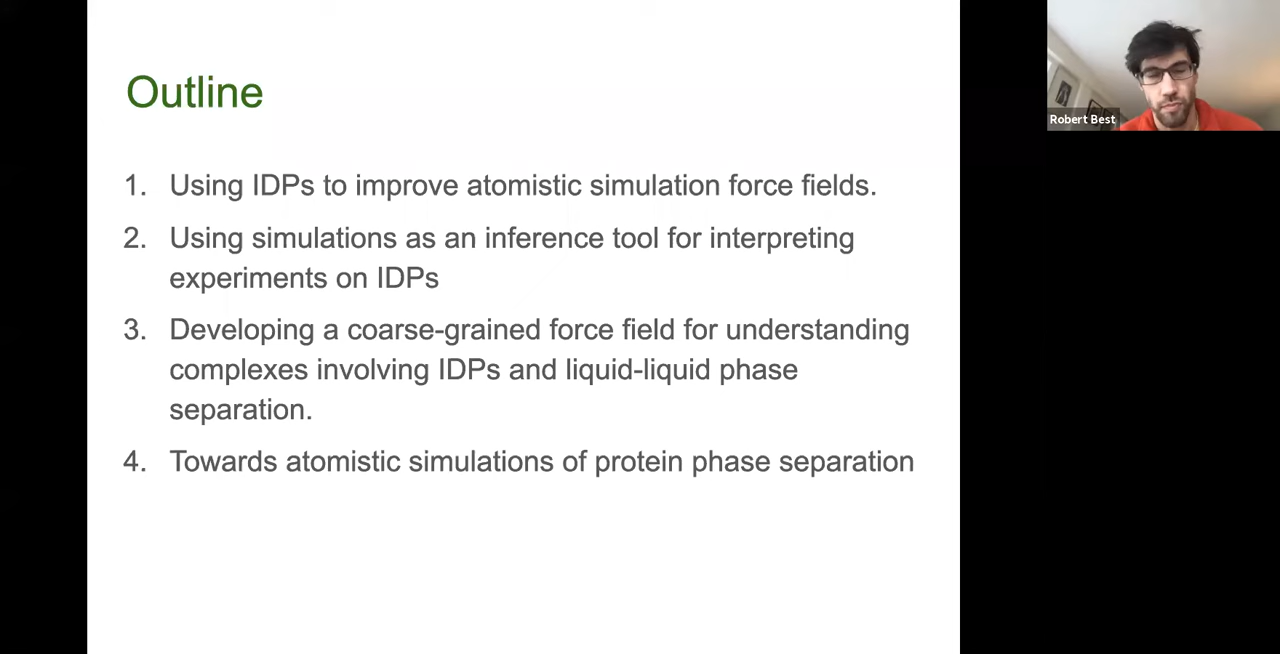 Outline
1. Using IDPs to improve atomistic simulation force fields.
2. Using simulations as an inference tool for interpreting
experiments on IDPs
3. Developing a coarse-grained force field for understanding
complexes involving IDPs and liquid-liquid phase
separation.
4. Towards atomistic simulations of protein phase separation
Robert Best